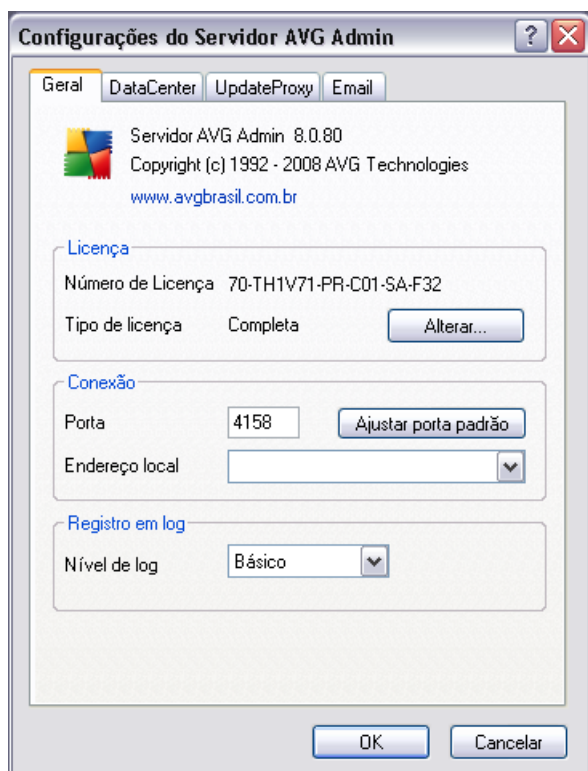 Configurações do Servidor AVG Admin
Geral DataCenter UpdateProxy Email
Servidor AVG Admin 8.0.80
Copyright (c) 1992 - 2008 AVG Technologies
www.avgbrasil.com.br
Licença
Número de Licença 70-TH1V71-PR-C01-SA-F32
Tipo de licença Completa Alterar...
Conexão
Porta 4158 Ajustar porta padrão
Endereço local
Registro em log
Nível de log Básico
OK Cancelar